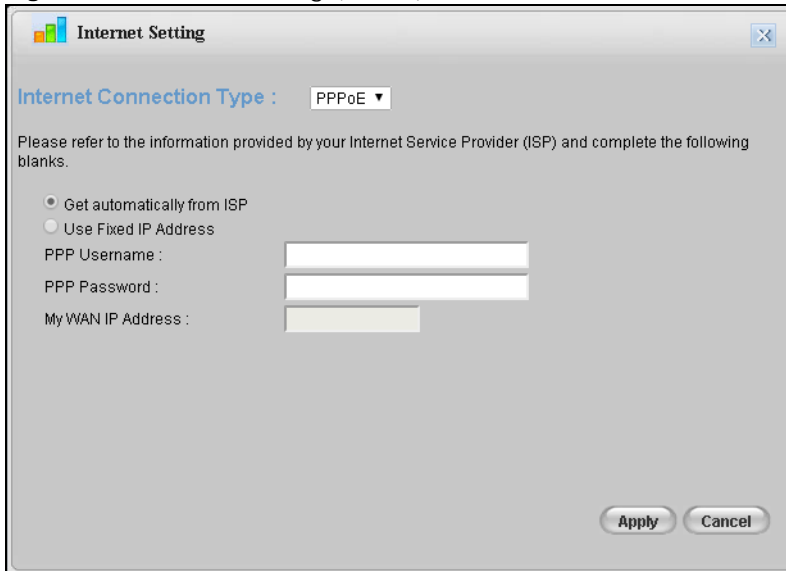 Internet Setting
Internet Connection Type : PPPoE
Please refer to the information provided by your Internet Service Provider (ISP) and complete the following
blanks.
Get automatically from ISP
Use Fixed IP Address
PPP Username :
PPP Password :
My WAN IP Address :
Apply Cancel